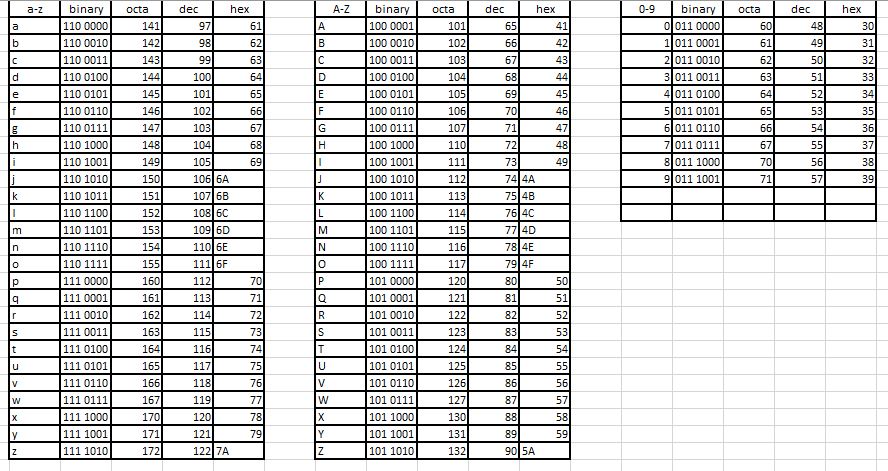 a-z binary octa dec hex A-Z binary octa dec hex 0-9 binary octa dec hex
a 110 0000 141 97 61 A 100 0001 101 65 41 0 011 0000 60 48 30
b 110 0010 142 98 62 B 100 0010 102 66 42 1 011 0001 61 49 31
c 110 0011 143 99 63 C 100 0011 103 67 43 2 011 0010 62 50 32
d 110 0100 144 100 64 D 100 0100 104 68 44 3 011 0011 63 51 33
e 110 0101 145 101 65 E 100 0101 105 69 45 4 011 0100 64 52 34
f 110 0110 146 102 66 F 100 0110 106 70 46 5 011 0101 65 53 35
g 110 0111 147 103 67 G 100 0111 107 71 47 6 011 0110 66 54 36
h 110 1000 148 104 68 H 100 1000 110 72 48 7 011 0111 67 55 37
i 110 1001 149 105 69 I 100 1001 111 73 49 8 011 1000 70 56 38
j 110 1010 150 106 6A J 100 1010 112 74 4A 9 011 1001 71 57 39
k 110 1011 151 107 6B K 100 1011 113 75 4B
l 110 1100 152 108 6C L 100 1100 114 76 4C
m 110 1101 153 109 6D M 100 1101 115 77 4D
n 110 1110 154 110 6E N 100 1110 116 78 4E
o 110 1111 155 111 6F O 100 1111 117 79 4F
p 111 0000 160 112 70 P 101 0000 120 80 50
q 111 0001 161 113 71 Q 101 0001 121 81 51
r 111 0010 162 114 72 R 101 0010 122 82 52
s 111 0011 163 115 73 S 101 0011 123 83 53
t 111 0100 164 116 74 T 101 0100 124 84 54
u 111 0101 165 117 75 U 101 0101 125 85 55
v 111 0110 166 118 76 V 101 0110 126 86 56
w 111 0111 167 119 77 W 101 0111 127 87 57
x 111 1000 170 120 78 X 101 1000 130 88 58
y 111 1001 171 121 79 Y 101 1001 131 89 59
z 111 1010 172 122 7A Z 101 1010 132 90 5A